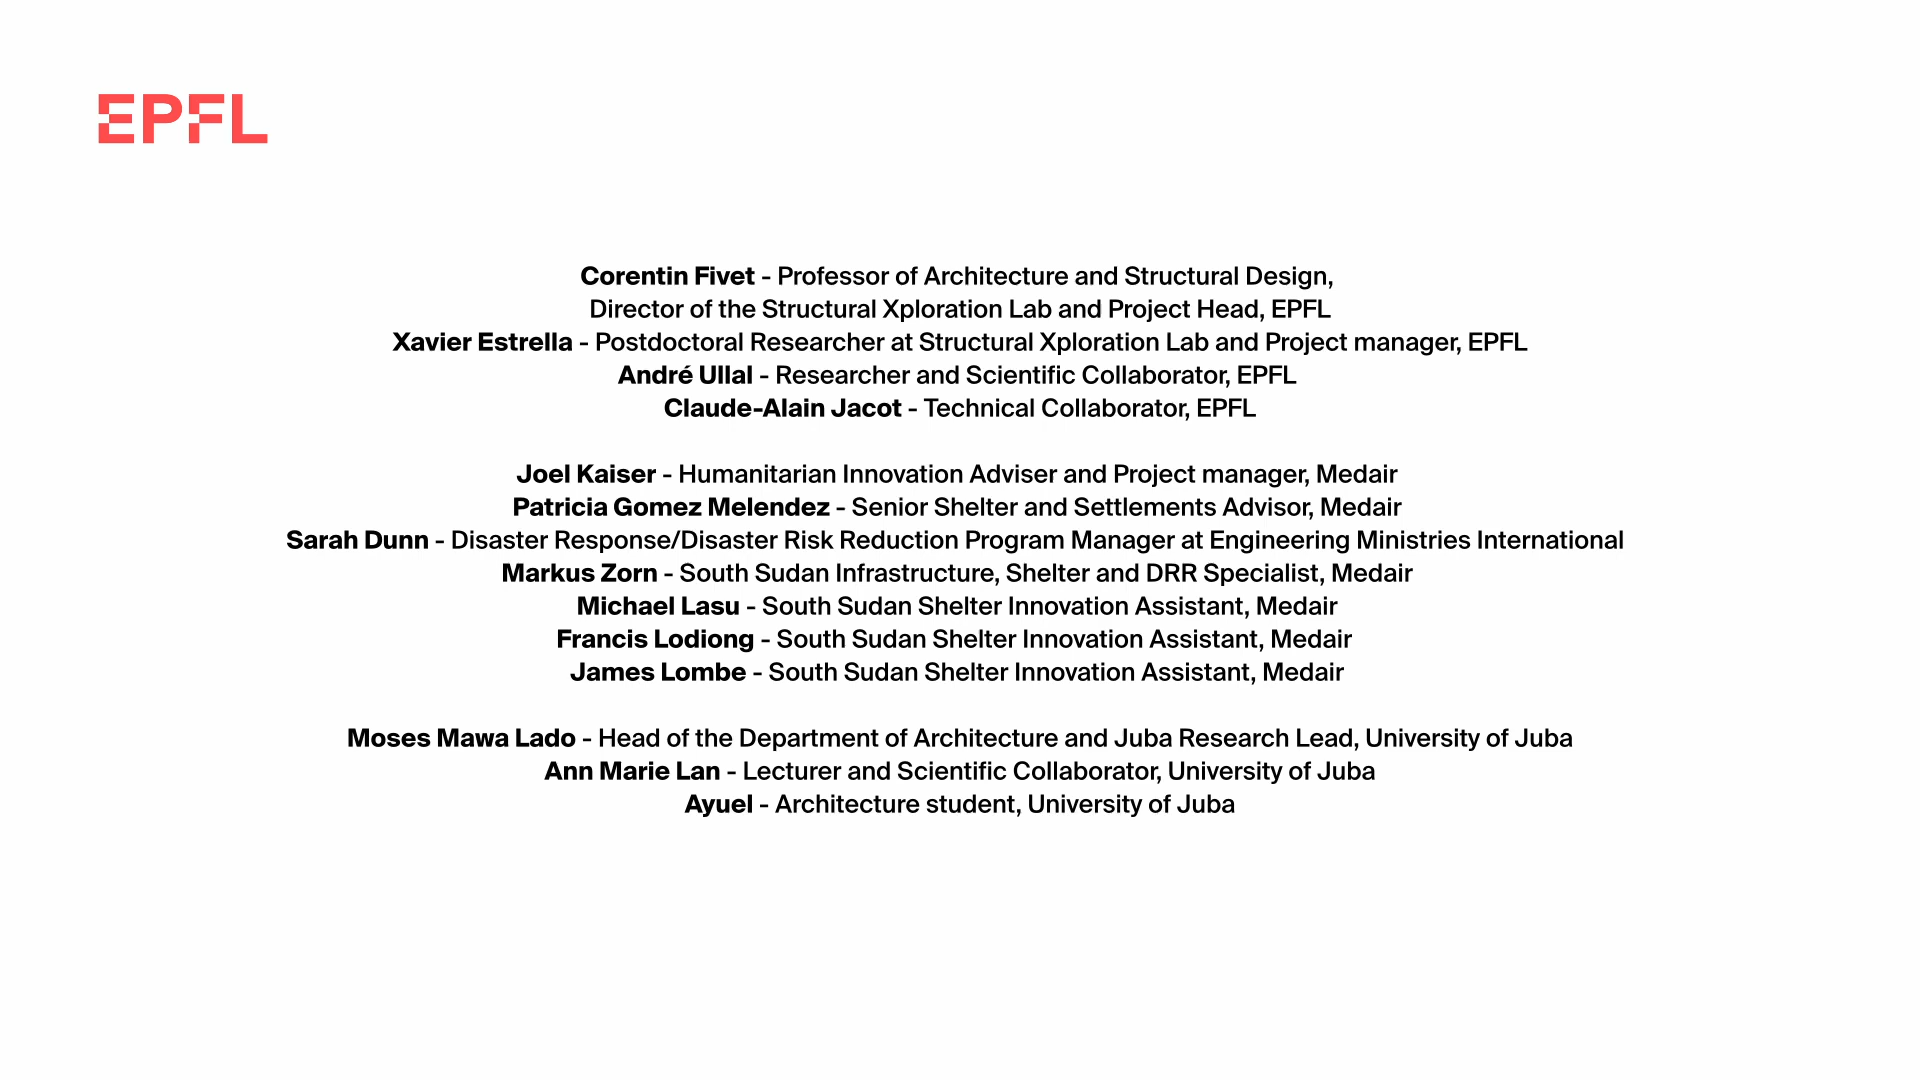 EPFL
Corentin Fivet - Professor of Architecture and Structural Design,
Director of the Structural Xploration Lab and Project Head, EPFL
Xavier Estrella - Postdoctoral Researcher at Structural Xploration Lab and Project manager, EPFL
André Ullal - Researcher and Scientific Collaborator, EPFL
Claude-Alain Jacot - Technical Collaborator, EPFL
Joel Kaiser - Humanitarian Innovation Adviser and Project manager, Medair
Patricia Gomez Melendez - Senior Shelter and Settlements Advisor, Medair
Sarah Dunn - Disaster Response/Disaster Risk Reduction Program Manager at Engineering Ministries International
Markus Zorn - South Sudan Infrastructure, Shelter and DRR Specialist, Medair
Michael Lasu - South Sudan Shelter Innovation Assistant, Medair
Francis Lodiong - South Sudan Shelter Innovation Assistant, Medair
James Lombe - South Sudan Shelter Innovation Assistant, Medair
Moses Mawa Lado - Head of the Department of Architecture and Juba Research Lead, University of Juba
Ann Marie Lan - Lecturer and Scientific Collaborator, University of Juba
Ayuel - Architecture student, University of Juba